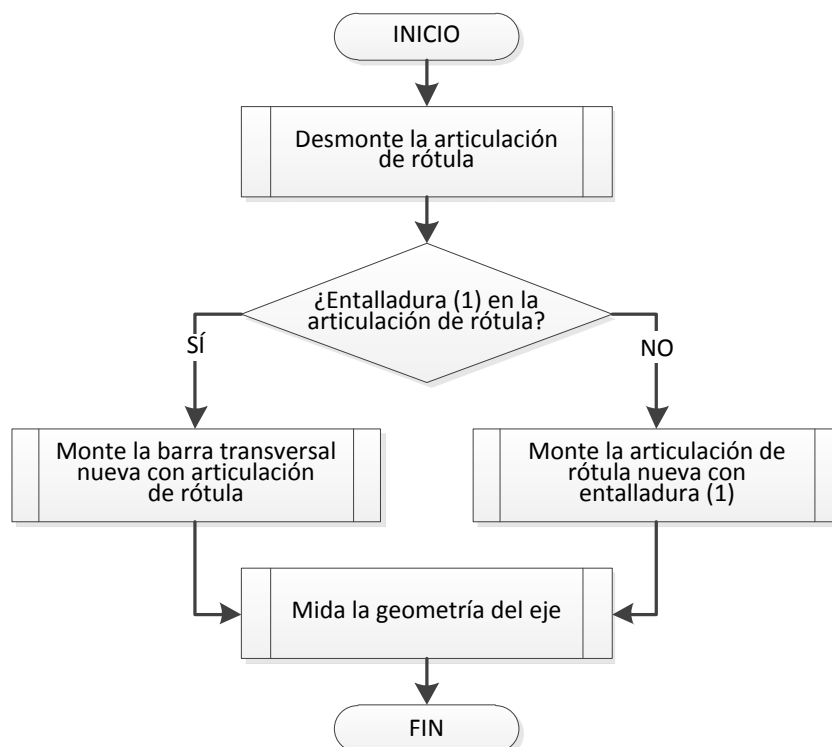 INICIO
Desmonte la articulación
de rótula
¿Entalladura (1) en la
articulación de rótula?
SÍ
NO
Monte la barra transversal
nueva con articulación
de rótula
Monte la articulación de
rótula nueva con
entalladura (1)
Mida la geometría del eje
FIN